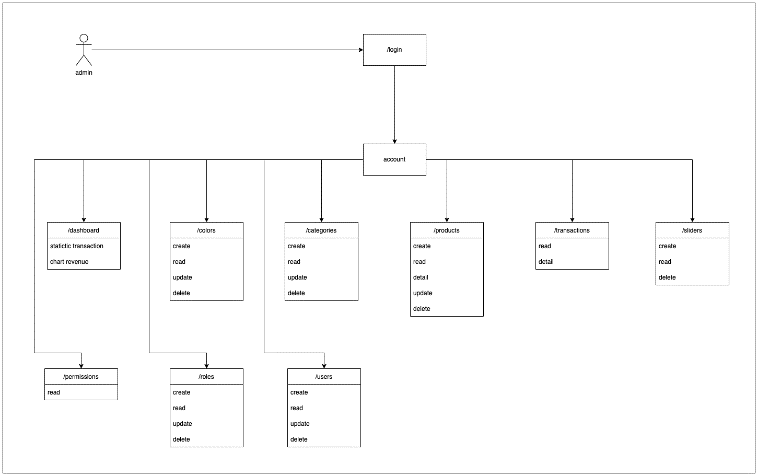 admin
/login
account
/dashboard
statictic transaction
chart revenue
/colors
create
read
update
delete
/categories
create
read
update
delete
/products
create
read
detail
update
delete
/transactions
read
detail
/sliders
create
read
delete
/permissions
read
/roles
create
read
update
delete
/users
create
read
update
delete